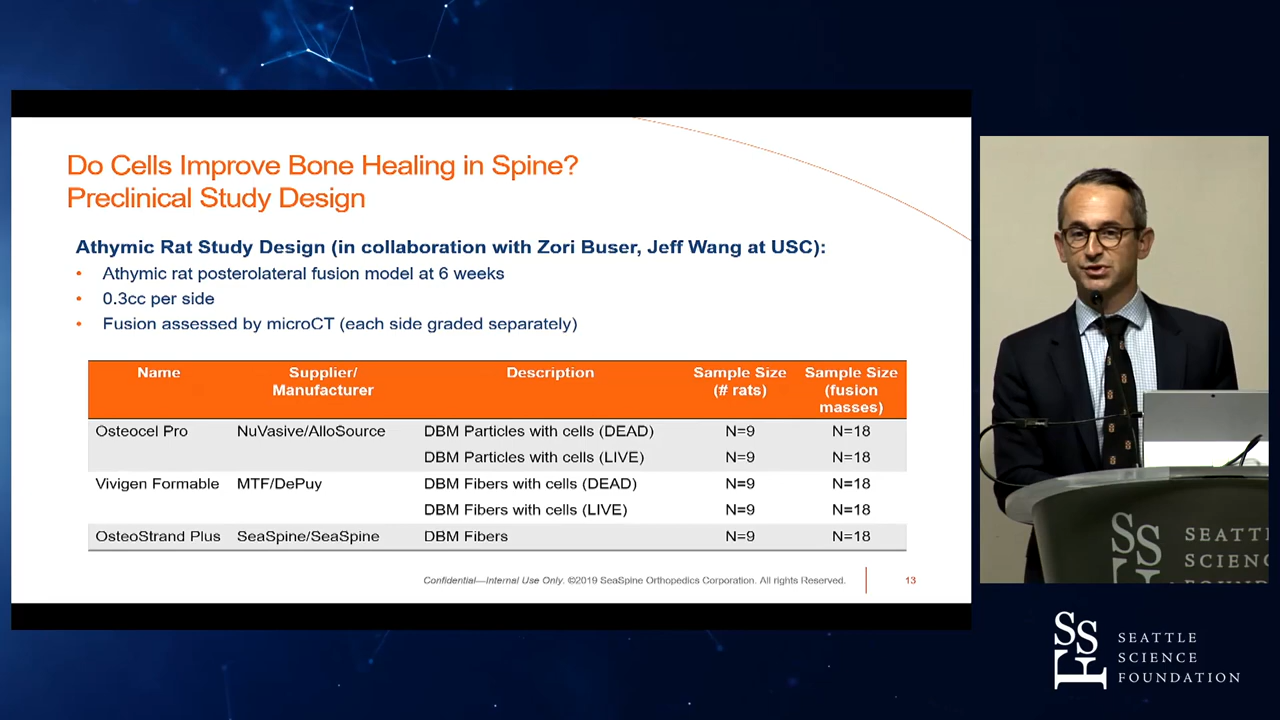 Do Cells Improve Bone Healing in Spine?
Preclinical Study Design
Athymic Rat Study Design (in collaboration with Zori Buser, Jeff Wang at USC):
• Athymic rat posterolateral fusion model at 6 weeks
• 0.3cc per side
• Fusion assessed by microCT (each side graded separately)
Name Supplier/ Description Sample Size Sample Size
Manufacturer (# rats) (fusion
masses)
Osteocel Pro NuVasive/AlloSource DBM Particles with cells (DEAD) N=9 N=18
DBM Particles with cells (LIVE) N=9 N=18
Vivigen Formable MTF/DePuy DBM Fibers with cells (DEAD) N=9 N=18
DBM Fibers with cells (LIVE) N=9 N=18
OsteoStrand Plus SeaSpine/SeaSpine DBM Fibers N=9 N=18
Confidential—Internal Use Only. ©2019 SeaSpine Orthopedics Corporation. All rights Reserved. 13
SSF
SEATTLE
SCIENCE
SSF
SEATTLE
SCIENCE
FOUNDATION